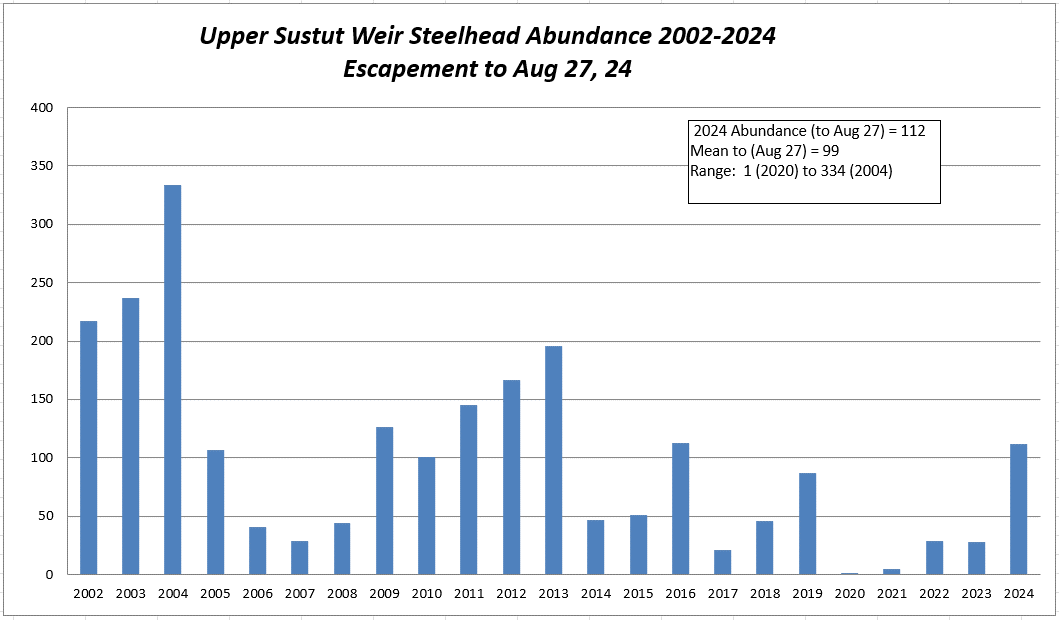 Upper Sustut Weir Steelhead Abundance 2002-2024
Escapement to Aug 27, 24
400
2024 Abundance (to Aug 27) = 112
Mean to (Aug 27) = 99
350
Range:  1 (2020) to 334 (2004)
300
250
200
150
100
50
0
2002 2003 2004 2005 2006 2007 2008 2009 2010 2011 2012 2013 2014 2015 2016 2017 2018 2019 2020 2021 2022 2023 2024